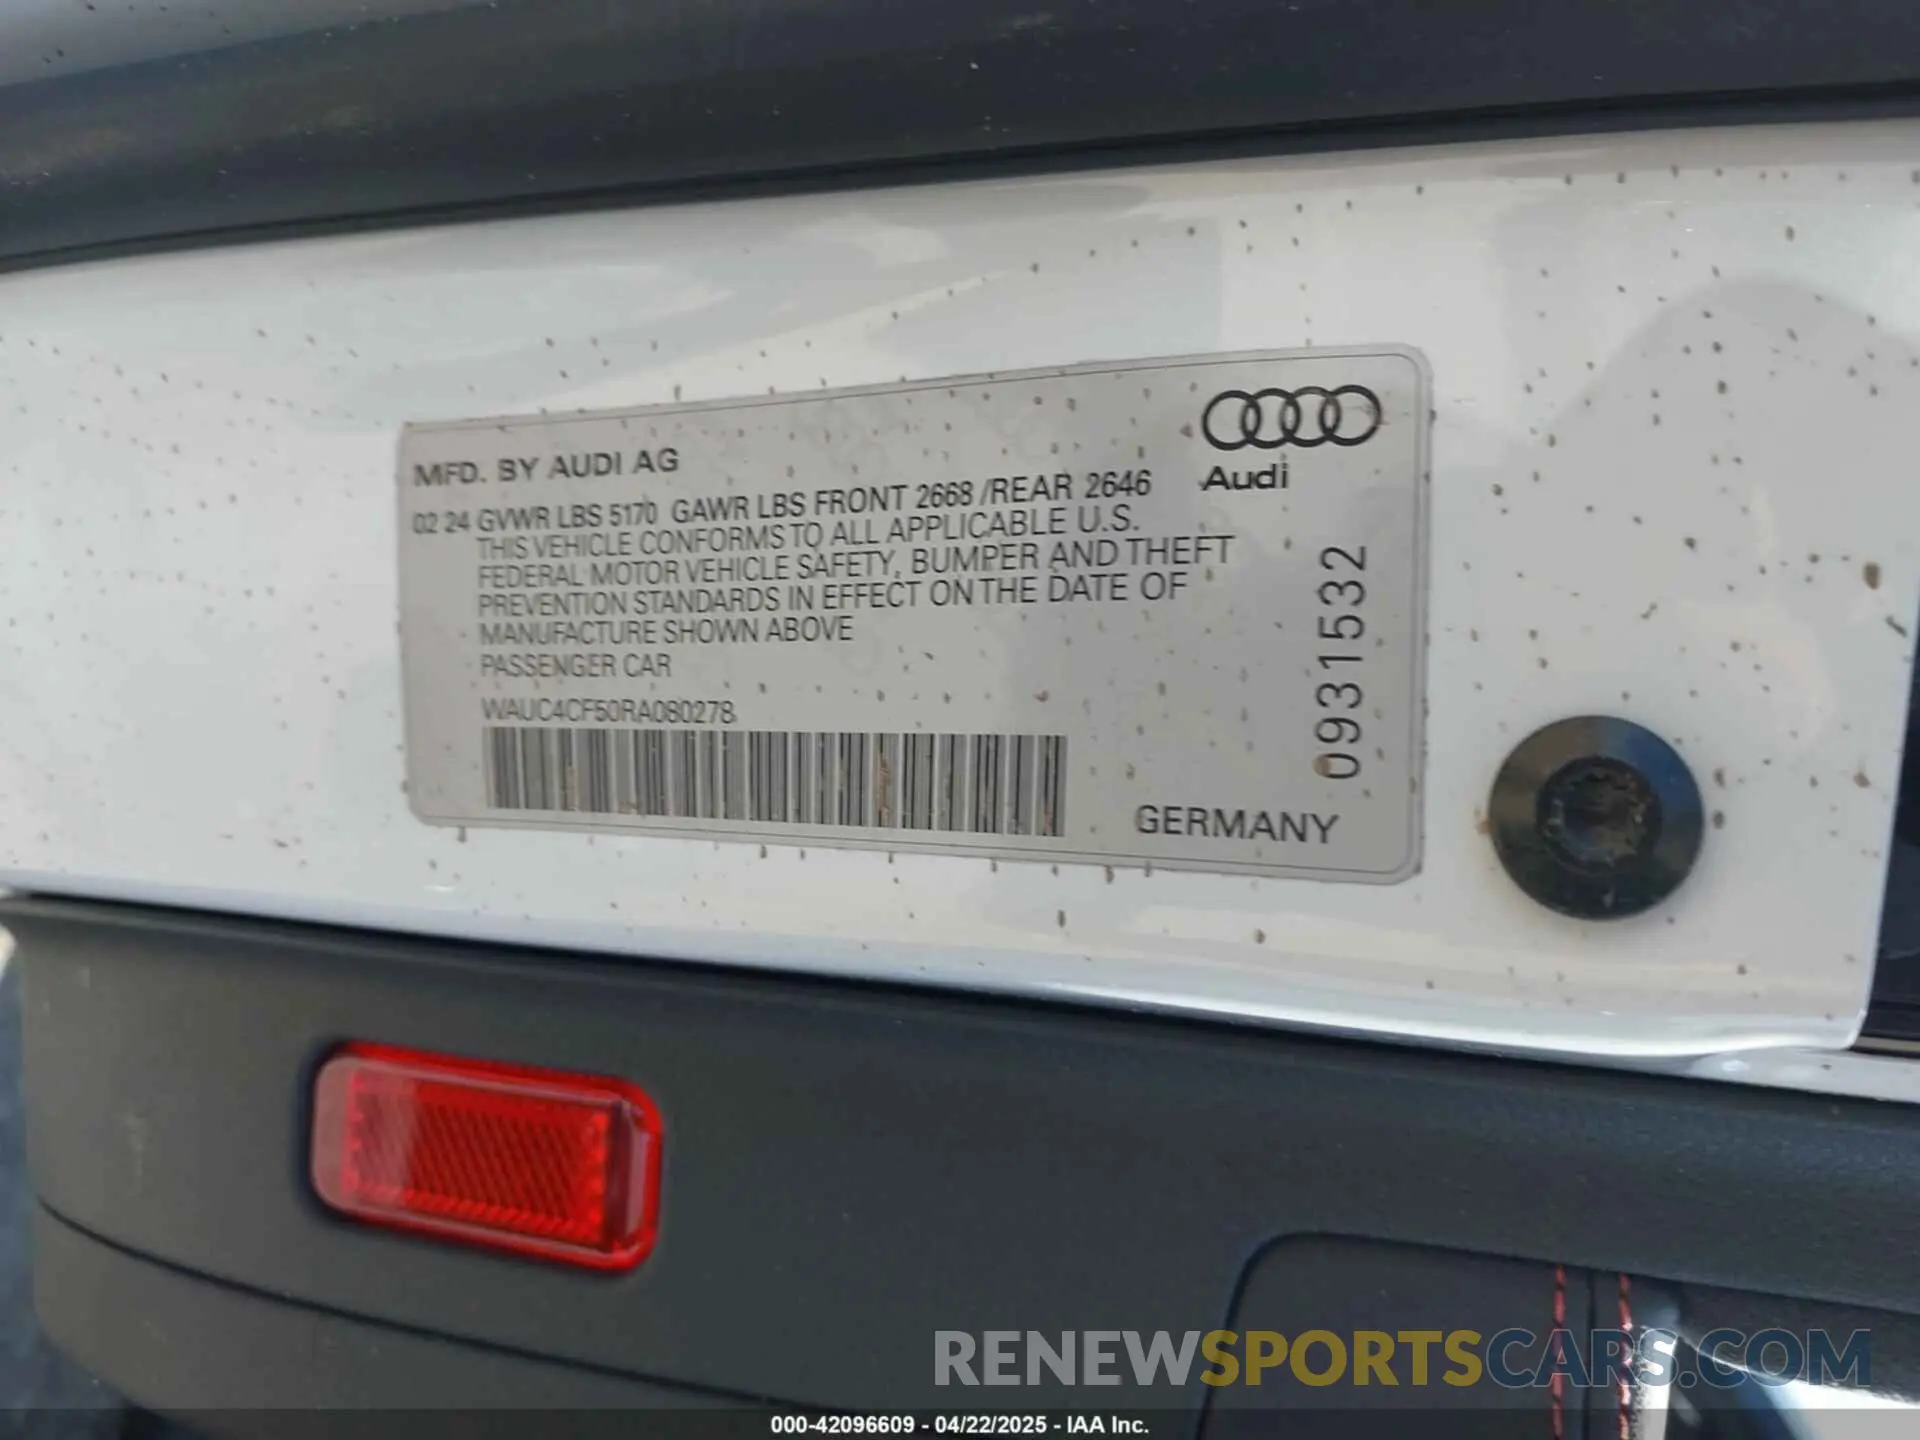 MFD. BY AUDI AG
Audi
02 24 GVWR LBS 5170 GAWR LBS FRONT 2668 /REAR 2646
THIS VEHICLE CONFORMS TO ALL APPLICABLE U.S.
FEDERAL MOTOR VEHICLE SAFETY, BUMPER AND THEFT
PREVENTION STANDARDS IN EFFECT ON THE DATE OF
MANUFACTURE SHOWN ABOVE
PASSENGER CAR
WAUC4CF50RA080278
0931532
GERMANY
RENEWSPORTSCARS.COM
000-42096609 - 04/22/2025 - IAA Inc.